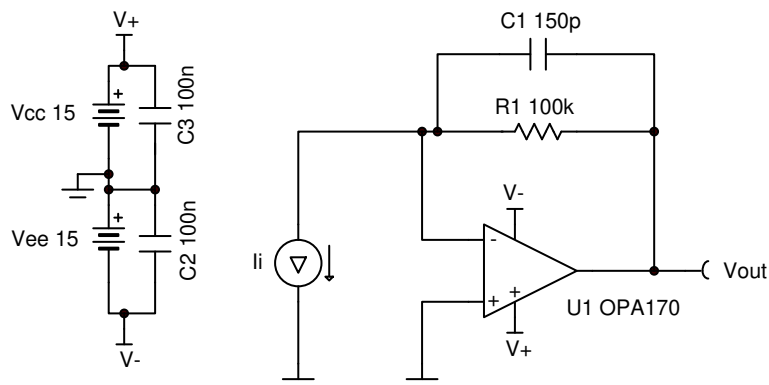 V+
Vcc 15
+
C3 100n
Vee 15
+
C2 100n
V-
C1 150p
R1 100k
Ii
V-
-
+
+
U1 OPA170
V+
Vout